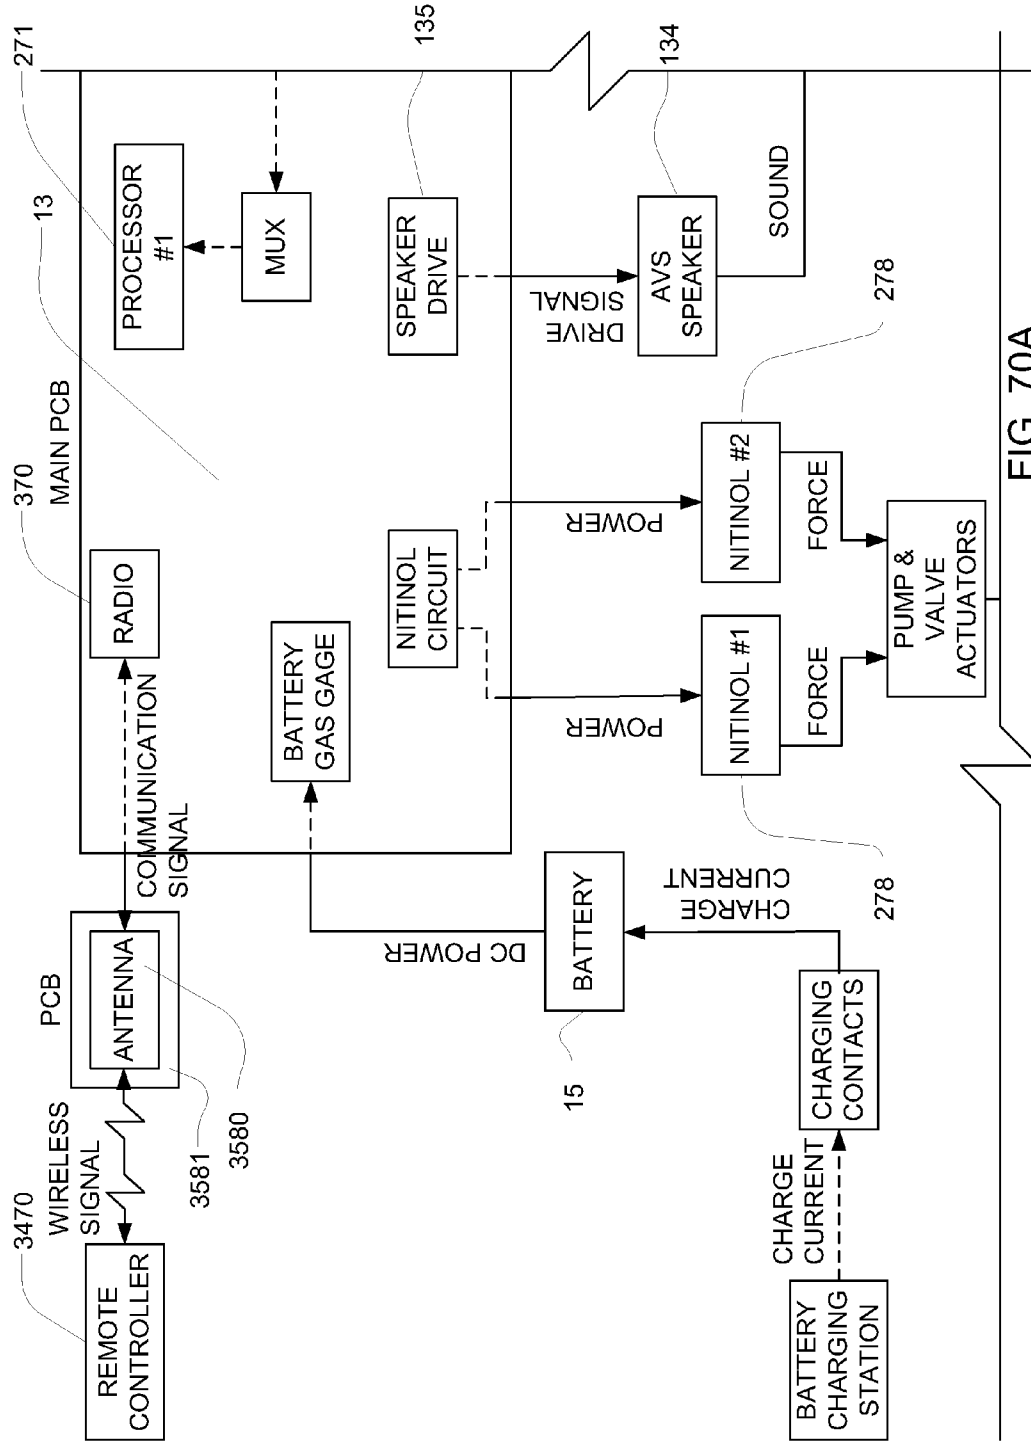 3470
REMOTE
CONTROLLER
WIRELESS
SIGNAL
PCB
ANTENNA
3581
3580
COMMUNICATION
SIGNAL
370
RADIO
MAIN PCB
13
271
PROCESSOR
#1
MUX
BATTERY
GAS GAGE
NITINOL
CIRCUIT
SPEAKER
DRIVE
135
DC POWER
POWER
POWER
DRIVE
SIGNAL
15
BATTERY
CHARGE
CURRENT
NITINOL #1
278
NITINOL #2
278
AVS
SPEAKER
134
SOUND
FORCE
FORCE
BATTERY
CHARGING
STATION
CHARGE
CURRENT
CHARGING
CONTACTS
PUMP &
VALVE
ACTUATORS
FIG. 70A